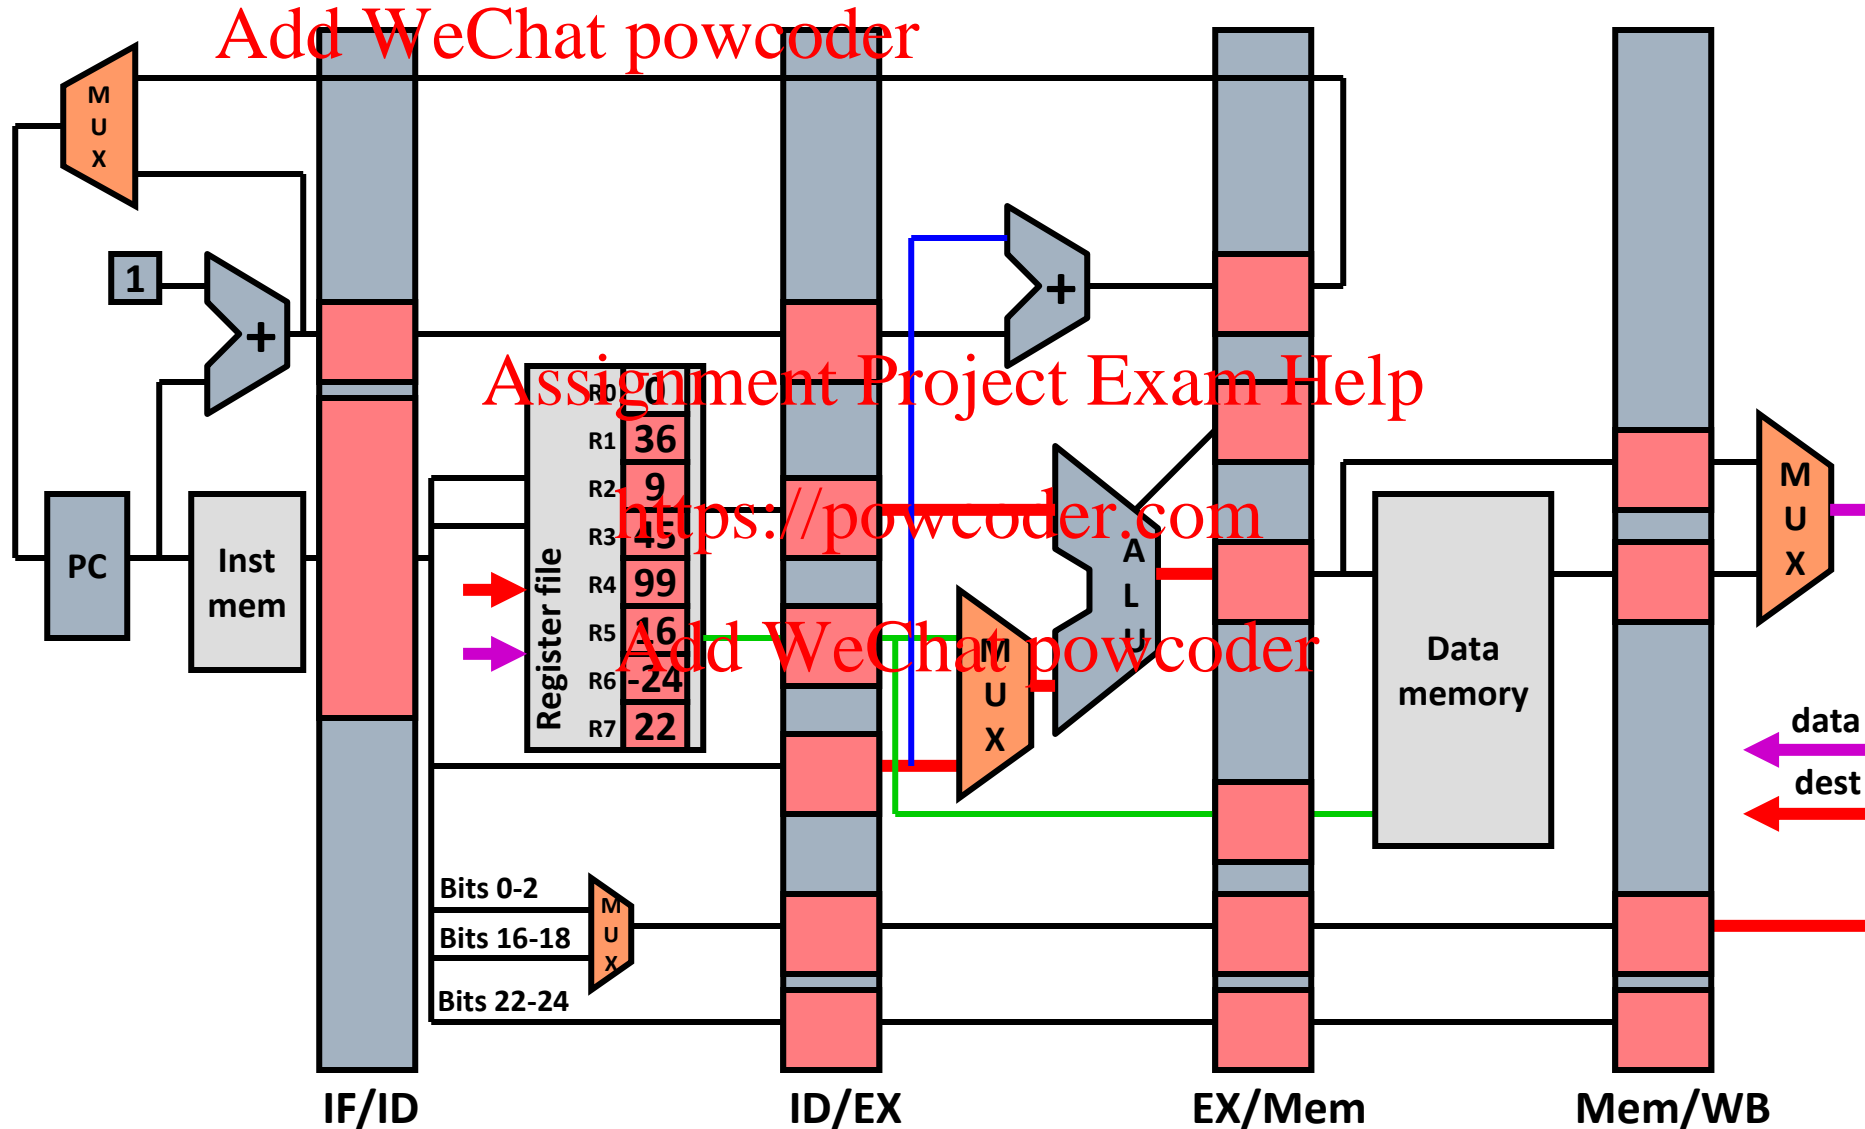 Add WeChat powcoder
M
U
X
1
+
+
Assignment Project Exam Help
R0 0
R1 36
R2 9
https://powcoder.com
R3 45
R4 99
R5 16
R6 -24
R7 22
Register file
PC
Inst
mem
Add WeChat powcoder
M
U
X
A
L
U
Data
memory
M
U
X
data
dest
Bits 0-2
Bits 16-18
Bits 22-24
M
U
X
IF/ID
ID/EX
EX/Mem
Mem/WB